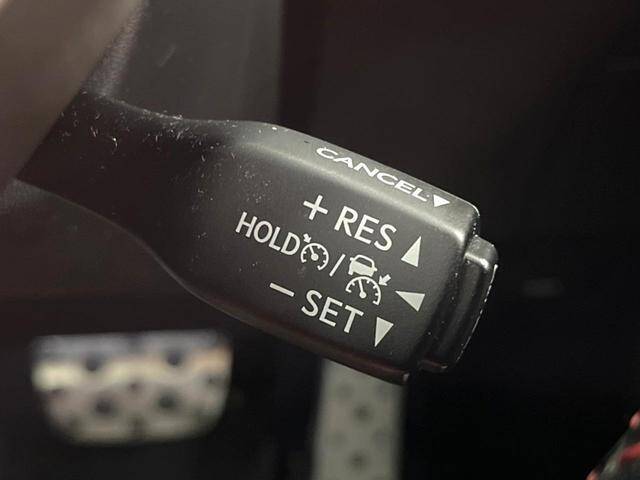 CANCEL▼
+ RES ▲
HOLD /
− SET ▼